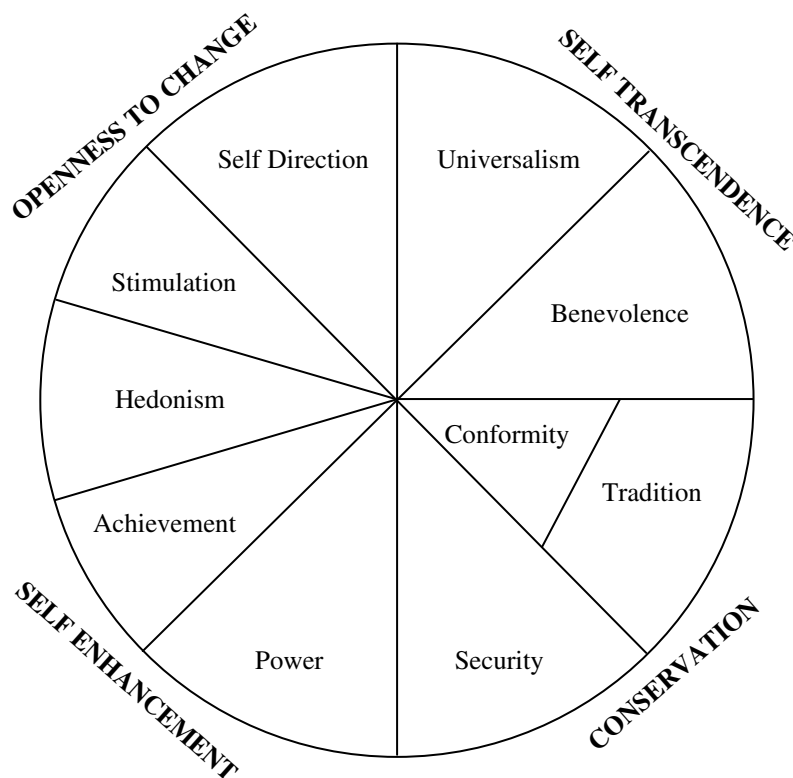 OPENNESS TO CHANGE
SELF TRANSCENDENCE
Self Direction
Universalism
Stimulation
Benevolence
Hedonism
Conformity
Tradition
Achievement
Power
Security
SELF ENHANCEMENT
CONSERVATION